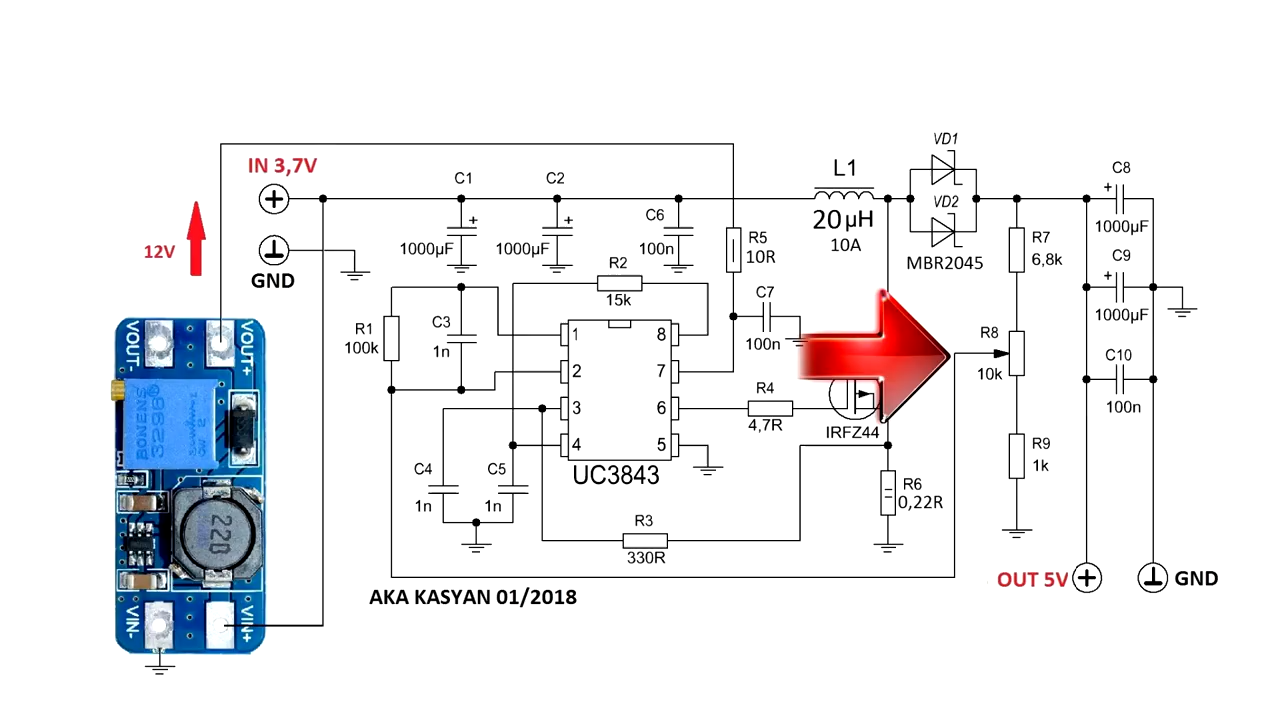 IN 3,7V
12V
GND
C1
1000µF
C2
1000µF
C6
100n
R5
10R
L1
20µH
10A
VD1
VD2
MBR2045
C8
1000µF
R7
6,8k
C9
1000µF
R2
15k
R1
100k
C3
1n
C7
100n
R8
10k
C10
100n
1
2
3
4
8
7
6
5
UC3843
R4
4,7R
IRFZ44
R9
1k
C4
1n
C5
1n
R6
0,22R
R3
330R
OUT 5V
GND
AKA KASYAN 01/2018
VOUT-
VOUT+
BONENS
3296
220
VIN-
VIN+
+
+
+
+
+
+